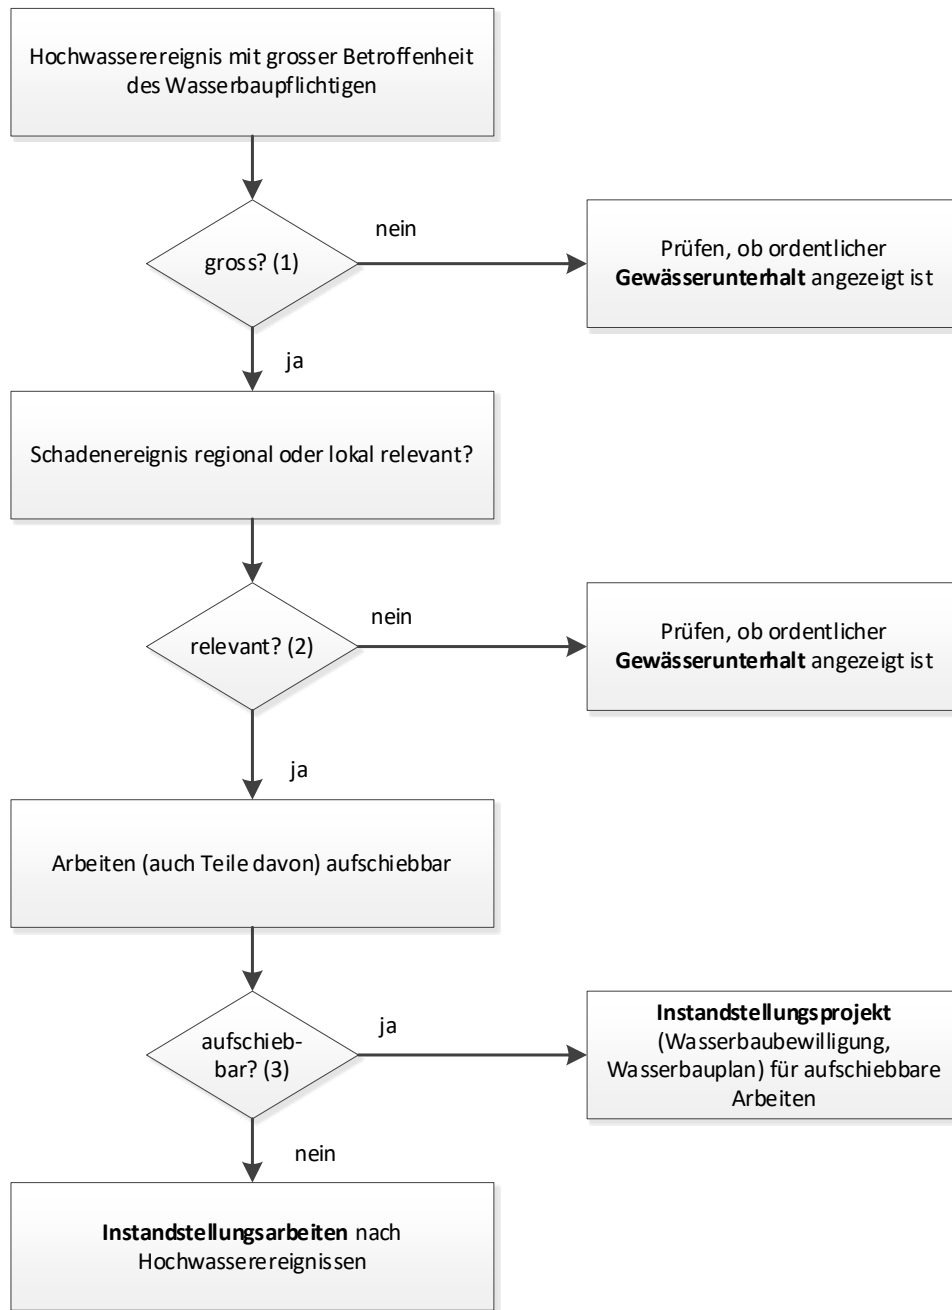 Hochwasserereignis mit grosser Betroffenheit
des Wasserbaupflichtigen
gross? (1)
nein
Prüfen, ob ordentlicher
Gewässerunterhalt angezeigt ist
ja
Schadenereignis regional oder lokal relevant?
relevant? (2)
nein
Prüfen, ob ordentlicher
Gewässerunterhalt angezeigt ist
ja
Arbeiten (auch Teile davon) aufschiebbar
aufschieb-
bar? (3)
ja
Instandstellungsprojekt
(Wasserbaubewilligung,
Wasserbauplan) für aufschiebbare
Arbeiten
nein
Instandstellungsarbeiten nach
Hochwasserereignissen